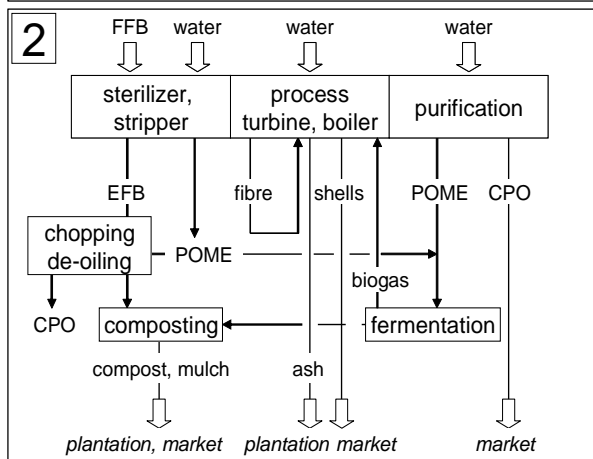 2
FFB water water water
sterilizer, stripper process turbine, boiler purification
EFB fibre shells POME CPO
chopping de-oiling
POME
biogas
CPO composting fermentation
compost, mulch ash
plantation, market plantation market market